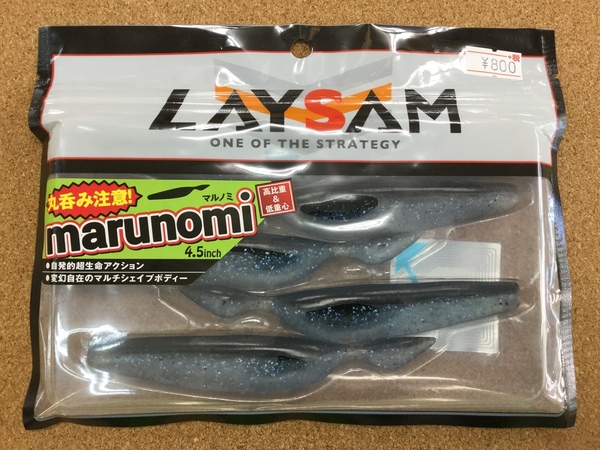 +税
¥800
LAYSAM
ONE OF THE STRATEGY
丸呑み注意!
マルノミ
marunomi
4.5inch
高比重
&
低重心
●自発的超生命アクション
●変幻自在のマルチシェイプボディー